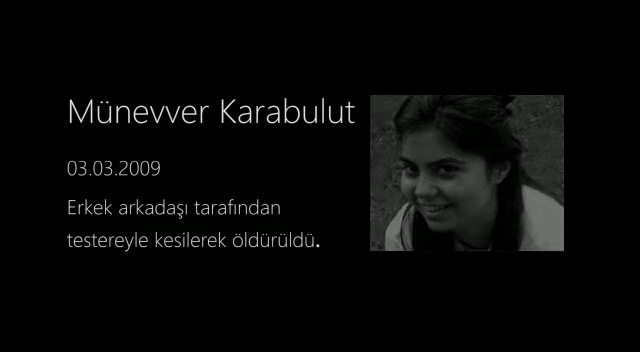 Münevver Karabulut
03.03.2009
Erkek arkadaşı tarafından
testereyle kesilerek öldürüldü.